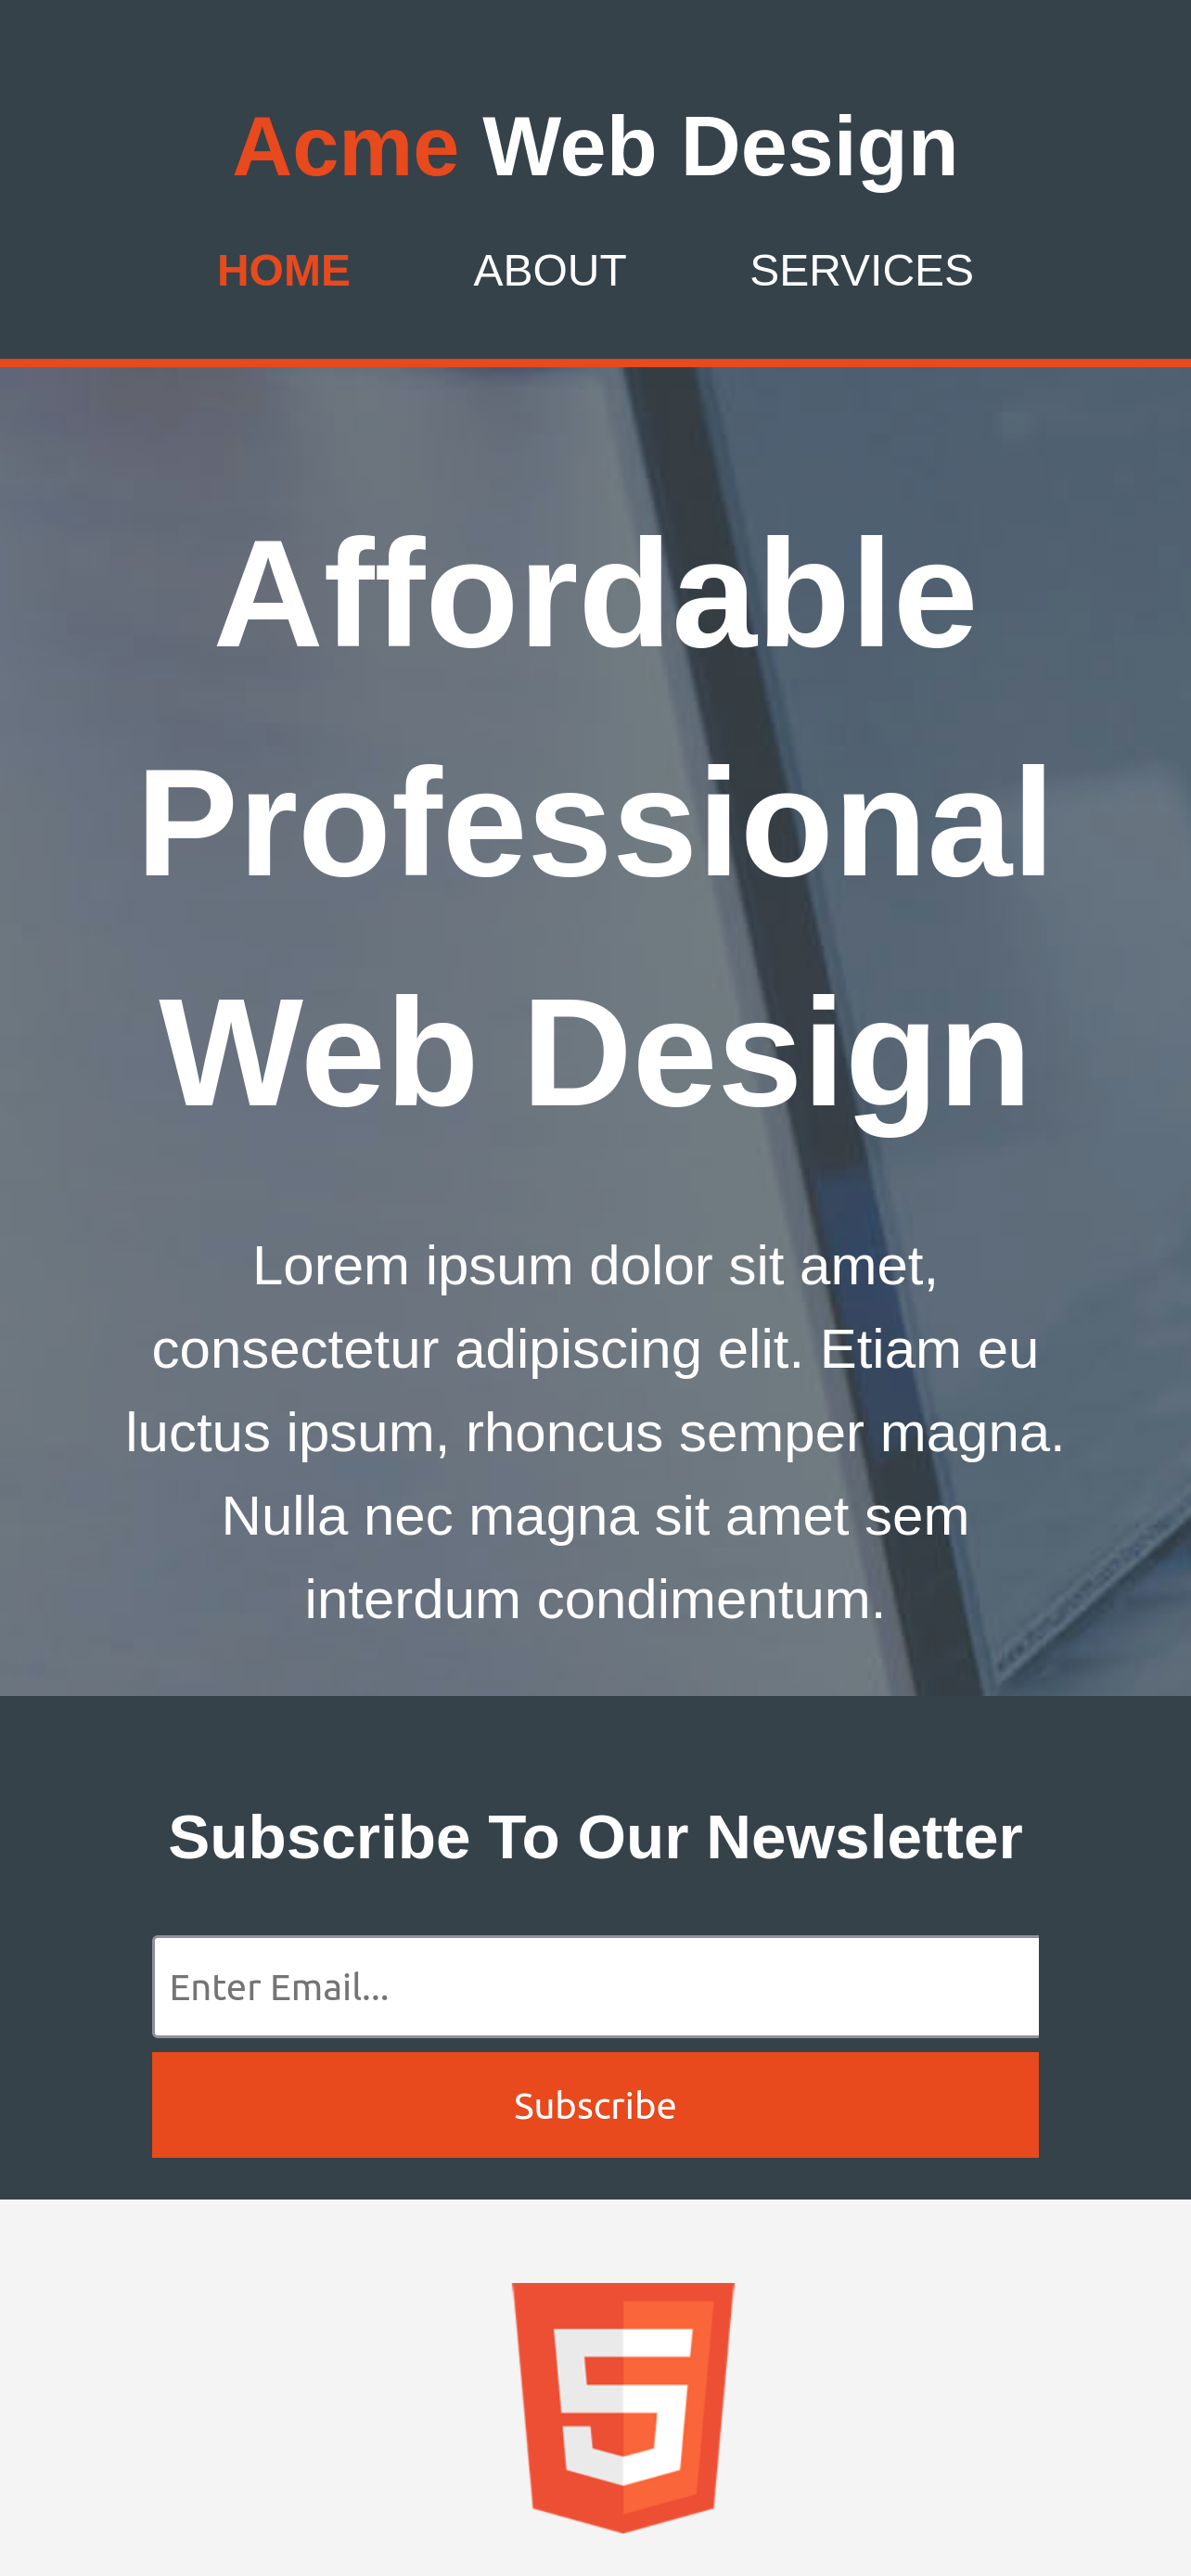 Acme Web Design
HOME ABOUT SERVICES
Affordable
Professional
Web Design
Lorem ipsum dolor sit amet,
consectetur adipiscing elit. Etiam eu
luctus ipsum, rhoncus semper magna.
Nulla nec magna sit amet sem
interdum condimentum.
Subscribe To Our Newsletter
Enter Email...
Subscribe
5